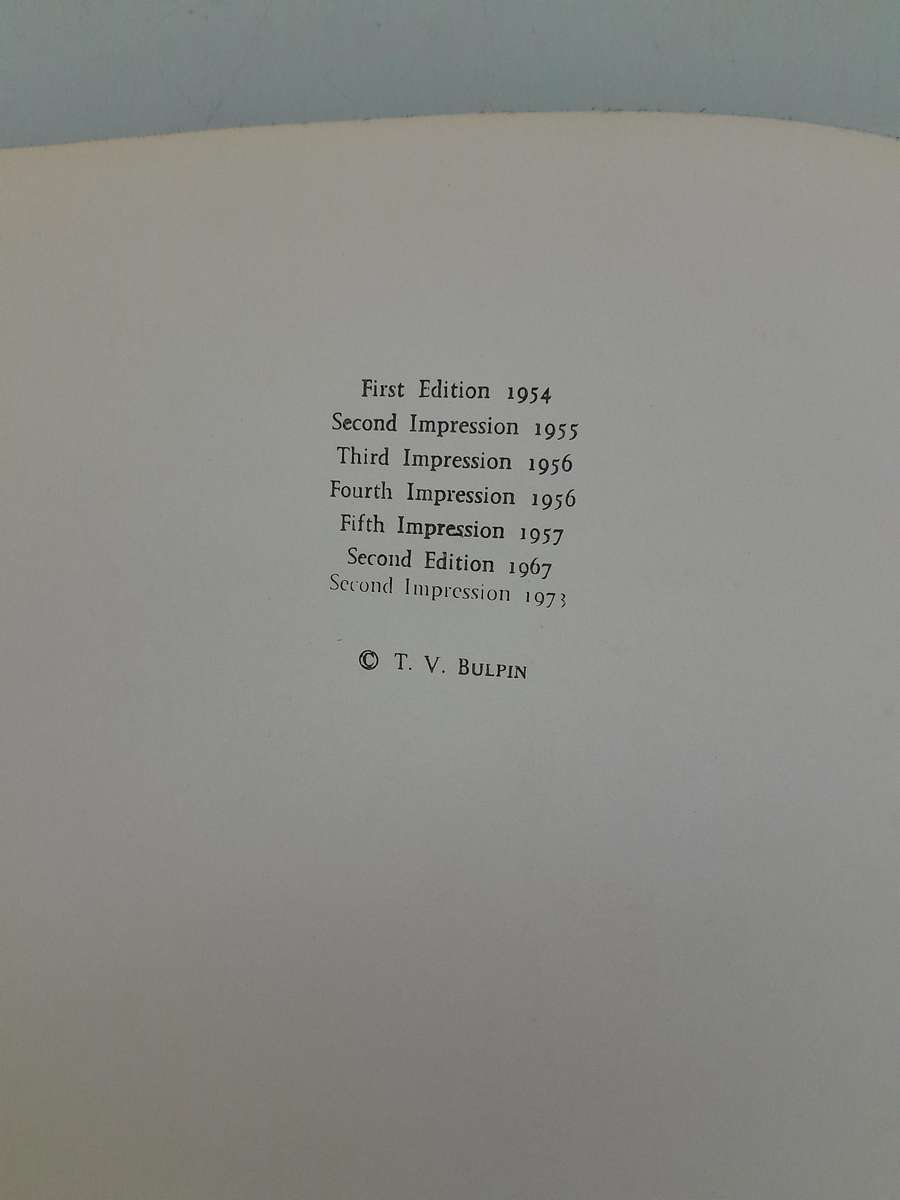 First Edition 1954
Second Impression 1955
Third Impression 1956
Fourth Impression 1956
Fifth Impression 1957
Second Edition 1967
Second Impression 1973
© T. V. BULPIN